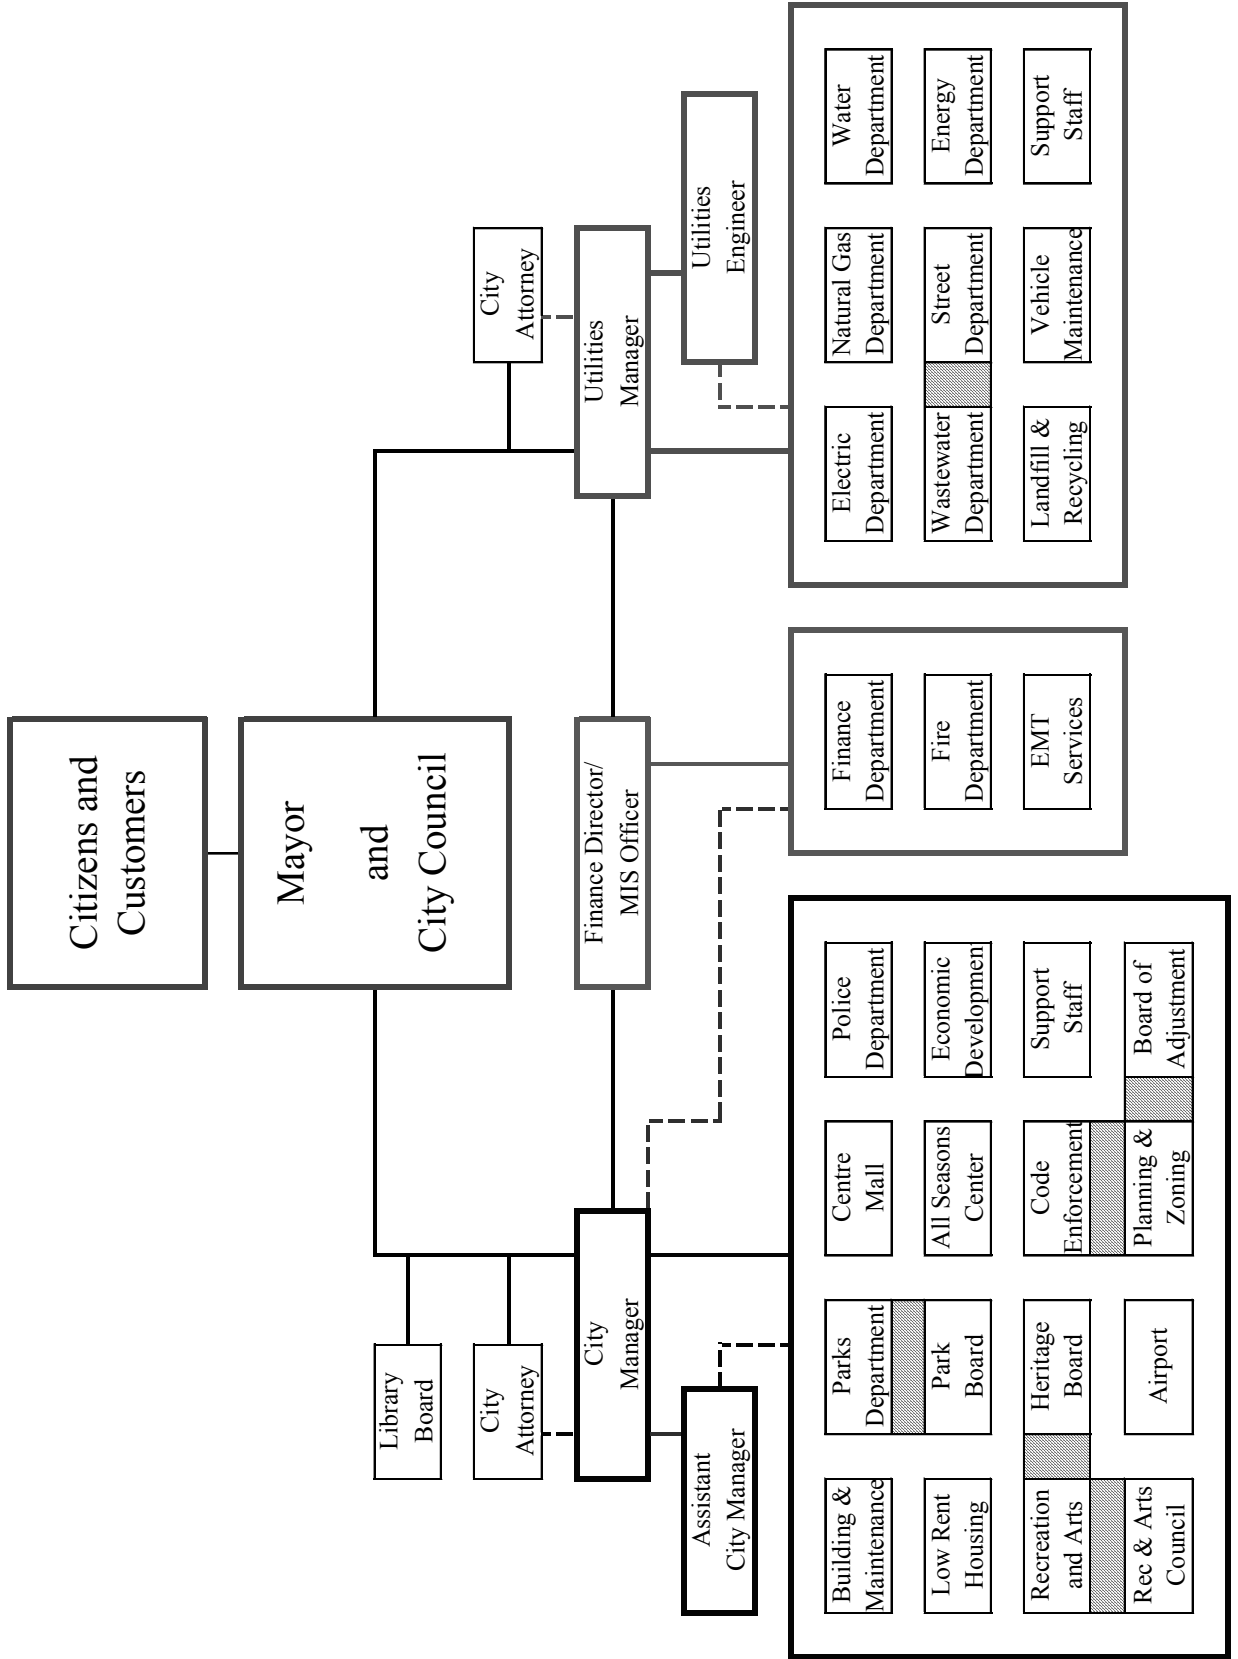 Citizens and
Customers
Mayor
and
City Council
Library
Board
City
Attorney
City
Attorney
City
Manager
Finance Director/
MIS Officer
Utilities
Manager
Assistant
City Manager
Utilities
Engineer
Building &
Maintenance
Parks
Department
Centre
Mall
Police
Department
Low Rent
Housing
Park
Board
All Seasons
Center
Economic
Development
Recreation
and Arts
Heritage
Board
Code
Enforcement
Support
Staff
Rec & Arts
Council
Airport
Planning &
Zoning
Board of
Adjustment
Finance
Department
Fire
Department
EMT
Services
Electric
Department
Natural Gas
Department
Water
Department
Wastewater
Department
Street
Department
Energy
Department
Landfill &
Recycling
Vehicle
Maintenance
Support
Staff